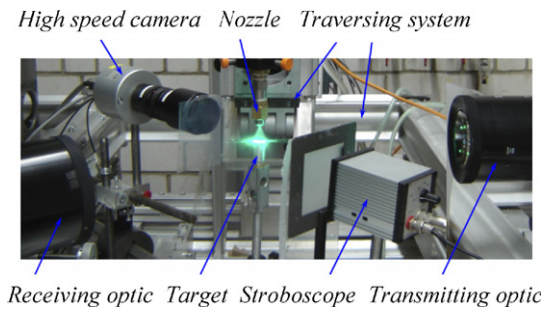 High speed camera Nozzle Traversing system
Receiving optic Target Stroboscope Transmitting optic